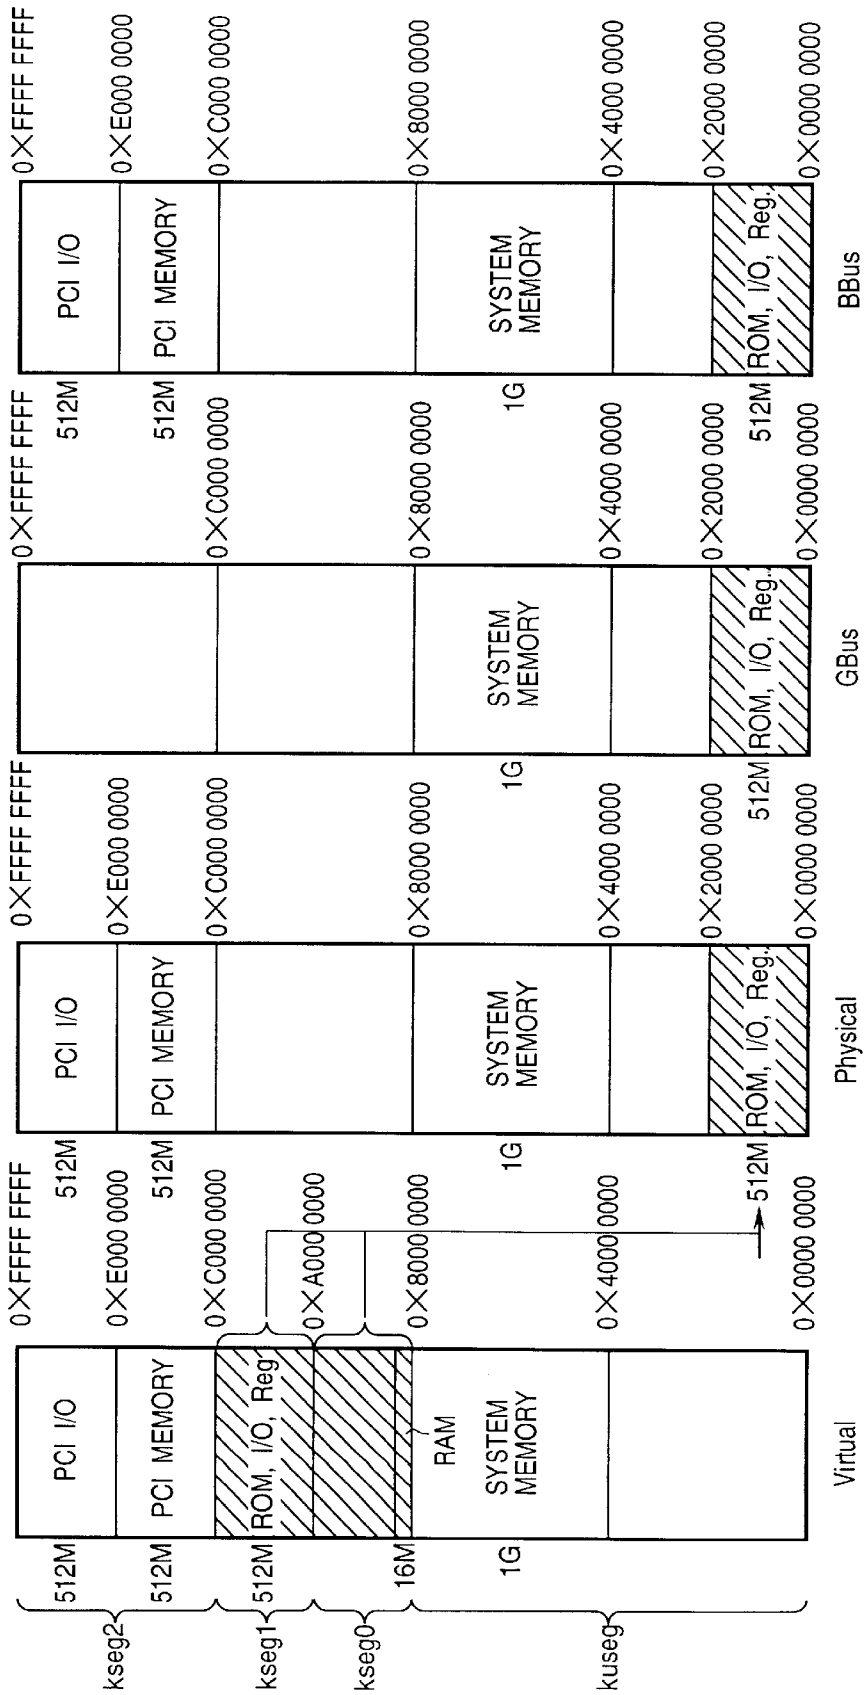 kseg2
kseg1
kseg0
kuseg
512M
512M
512M
16M
1G
PCI I/O
PCI MEMORY
ROM, I/O, Reg
RAM
SYSTEM
MEMORY
0×FFFF FFFF
0×E000 0000
0×C000 0000
0×A000 0000
0×8000 0000
0×4000 0000
0×0000 0000
Virtual
512M
512M
1G
512M
PCI I/O
PCI MEMORY
SYSTEM
MEMORY
ROM, I/O, Reg.
0×FFFF FFFF
0×E000 0000
0×C000 0000
0×8000 0000
0×4000 0000
0×2000 0000
0×0000 0000
Physical
1G
512M
SYSTEM
MEMORY
ROM, I/O, Reg.
0×FFFF FFFF
0×C000 0000
0×8000 0000
0×4000 0000
0×2000 0000
0×0000 0000
GBus
512M
512M
1G
512M
PCI I/O
PCI MEMORY
SYSTEM
MEMORY
ROM, I/O, Reg.
0×FFFF FFFF
0×E000 0000
0×C000 0000
0×8000 0000
0×4000 0000
0×2000 0000
0×0000 0000
BBus